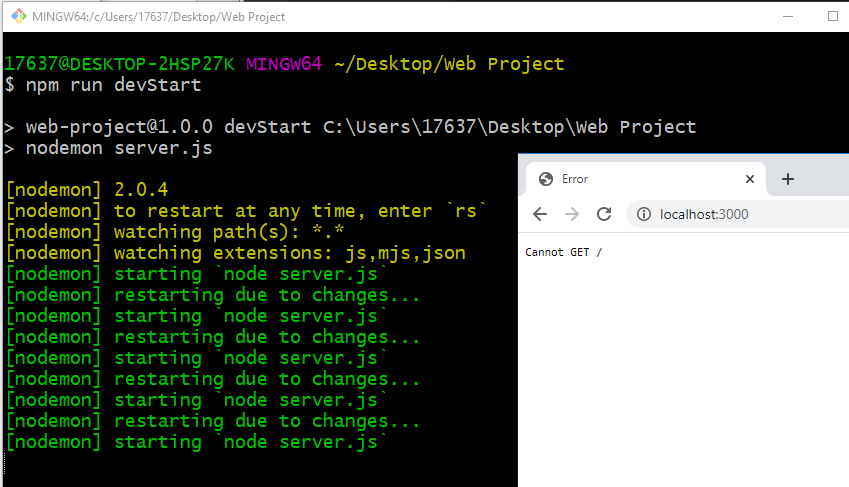 MINGW64:/c/Users/17637/Desktop/Web Project
17637@DESKTOP-2HSP27K MINGW64 ~/Desktop/Web Project
$ npm run devStart
> web-project@1.0.0 devStart C:\Users\17637\Desktop\Web Project
> nodemon server.js
[nodemon] 2.0.4
[nodemon] to restart at any time, enter `rs`
[nodemon] watching path(s): *.*
[nodemon] watching extensions: js,mjs,json
[nodemon] starting `node server.js`
[nodemon] restarting due to changes...
[nodemon] starting `node server.js`
[nodemon] restarting due to changes...
[nodemon] starting `node server.js`
[nodemon] restarting due to changes...
[nodemon] starting `node server.js`
[nodemon] restarting due to changes...
[nodemon] starting `node server.js`
Error
localhost:3000
Cannot GET /